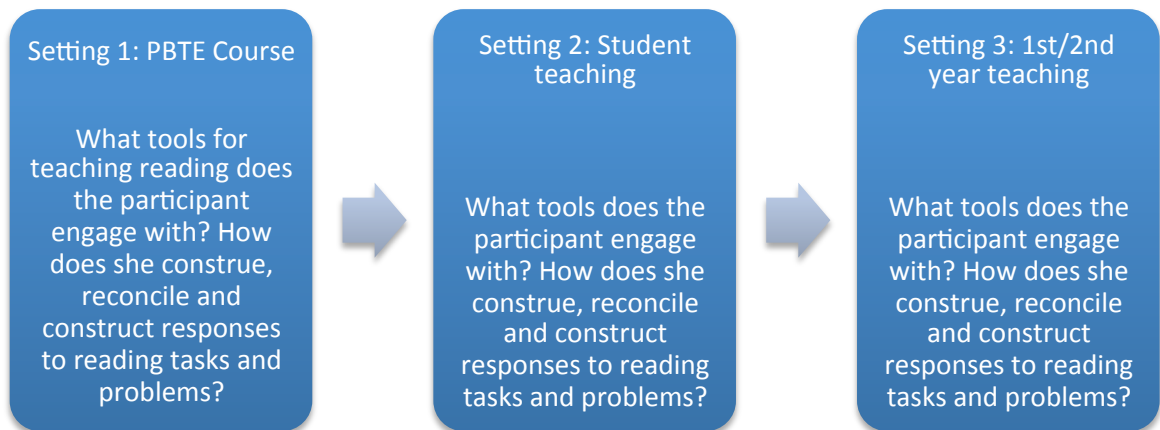 Setting 1: PBTE Course
What tools for
teaching reading does
the participant
engage with? How
does she construe,
reconcile and
construct responses
to reading tasks and
problems?
Setting 2: Student
teaching
What tools does the
participant engage
with? How does she
construe, reconcile
and construct
responses to reading
tasks and problems?
Setting 3: 1st/2nd
year teaching
What tools does the
participant engage
with? How does she
construe, reconcile
and construct
responses to reading
tasks and problems?